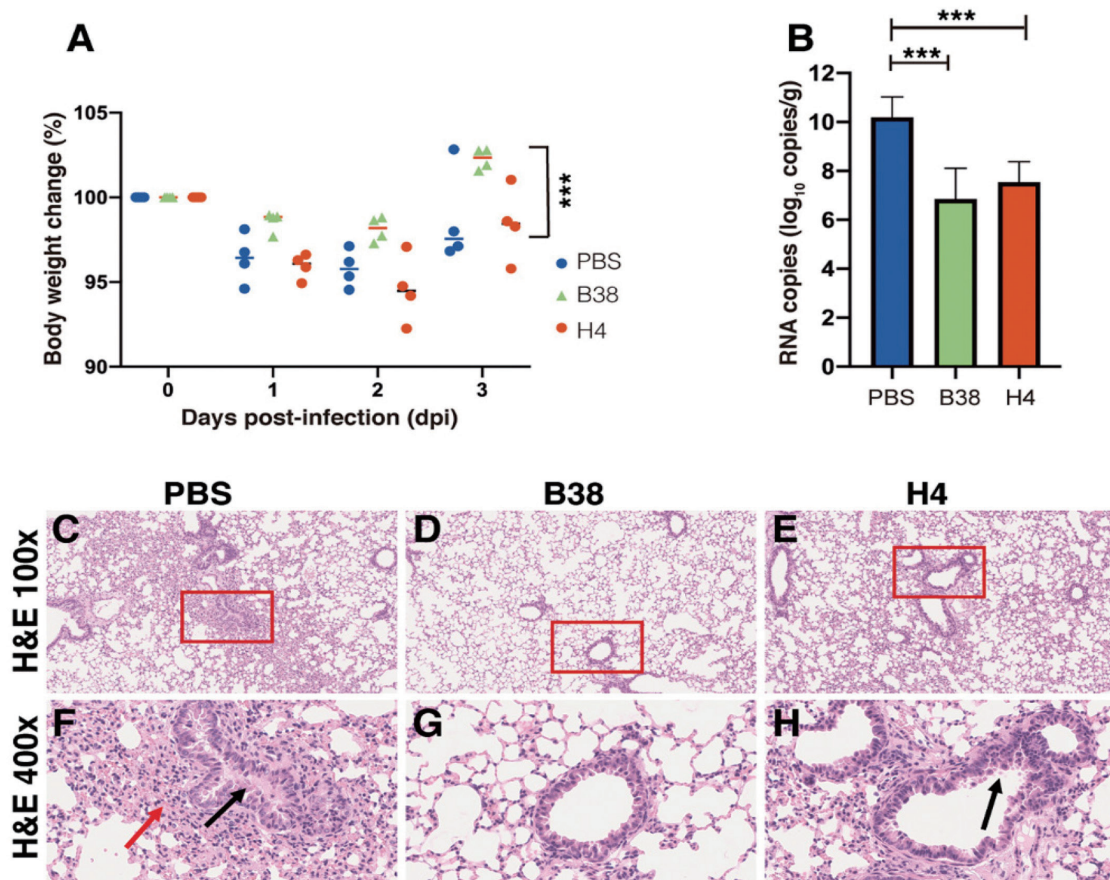 A
Body weight change (%)
105
100
95
90
0 1 2 3
Days post-infection (dpi)
***
PBS
B38
H4
B
RNA copies (log10 copies/g)
12
10
8
6
4
2
0
***
***
PBS B38 H4
PBS B38 H4
H&E 100x
C D E
H&E 400x
F G H